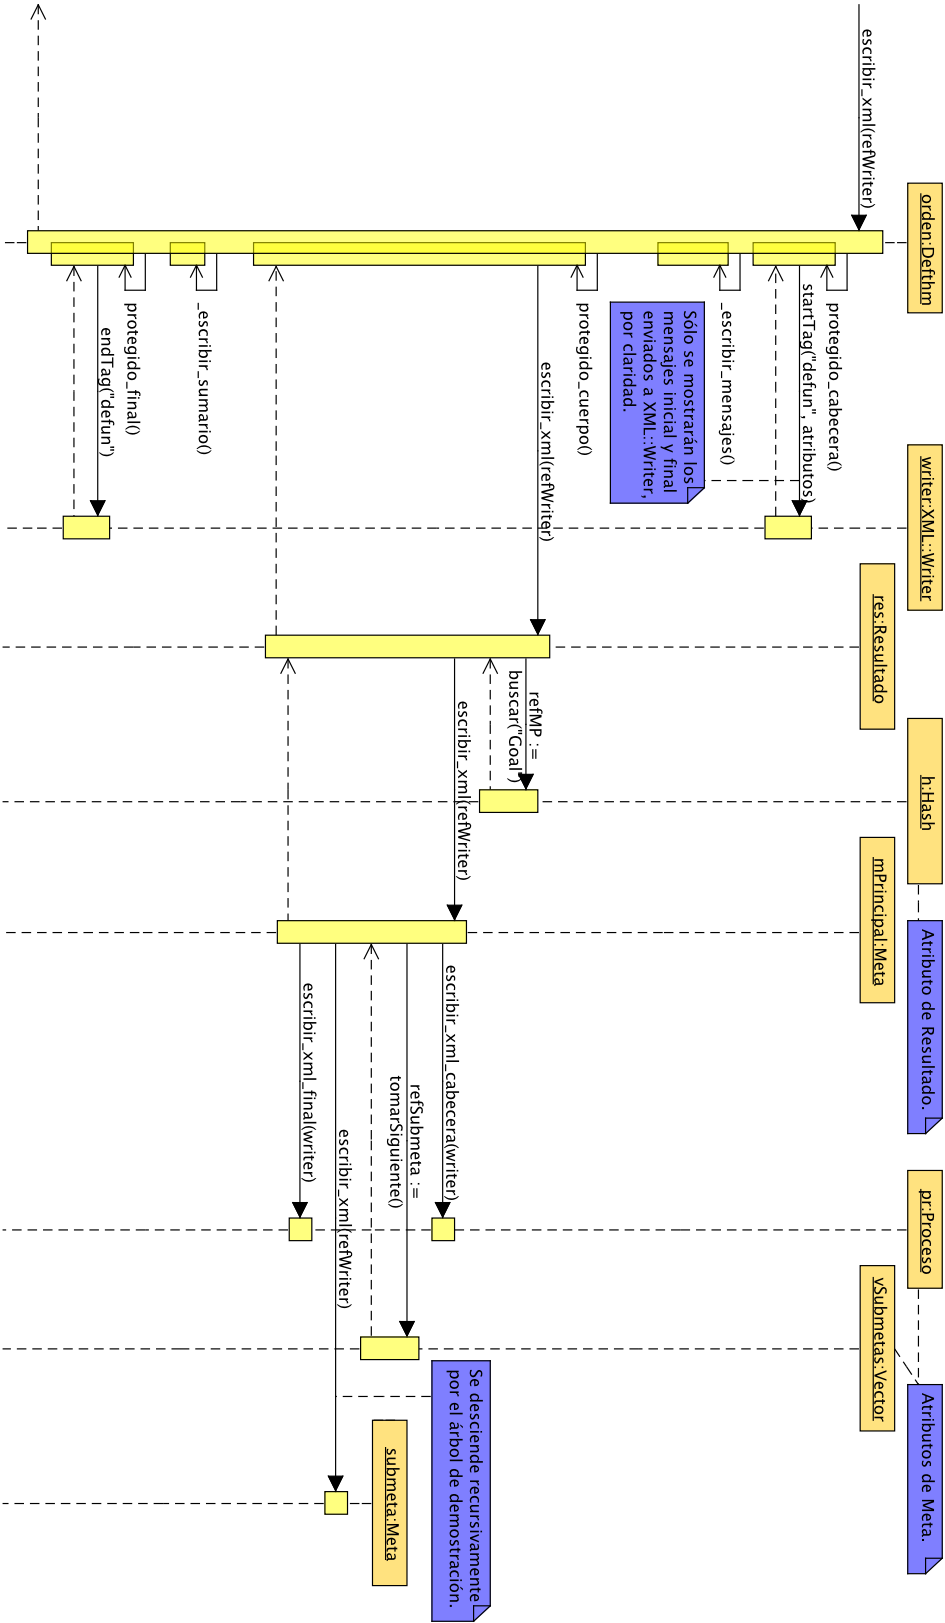 escribir_xml(refWriter)
orden:Defthm
writer:XML::Writer
res:Resultado
h:Hash
Atributo de Resultado.
mPrincipal:Meta
pr:Proceso
vSubmetas:Vector
Atributos de Meta.
protegido_cabecera()
startTag("defun", atributos)
_escribir_mensajes()
Sólo se mostrarán los
mensajes inicial y final
enviados a XML::Writer,
por claridad.
protegido_cuerpo()
escribir_xml(refWriter)
refMP :=
buscar("Goal")
escribir_xml(refWriter)
escribir_xml_cabecera(writer)
refSubmeta :=
tomarSiguiente()
Se desciende recursivamente
por el árbol de demostración.
submeta:Meta
escribir_xml(refWriter)
escribir_xml_final(writer)
_escribir_sumario()
protegido_final()
endTag("defun")